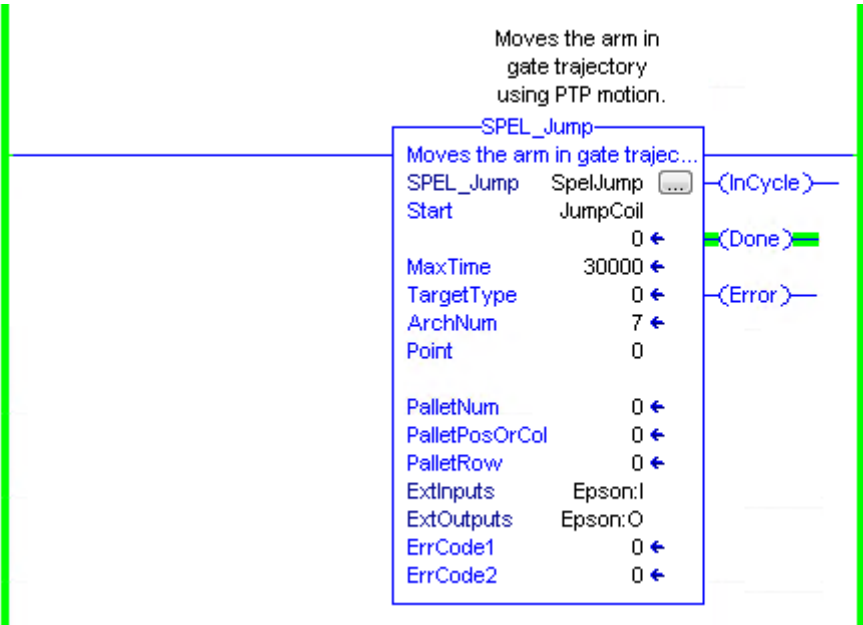 Moves the arm in
gate trajectory
using PTP motion.
SPEL_Jump
Moves the arm in gate trajec...
SPEL_Jump SpelJump ...
(InCycle)
Start JumpCoil
0
(Done)
MaxTime 30000
TargetType 0
(Error)
ArchNum 7
Point 0
PalletNum 0
PalletPosOrCol 0
PalletRow 0
ExtInputs Epson:I
ExtOutputs Epson:O
ErrCode1 0
ErrCode2 0